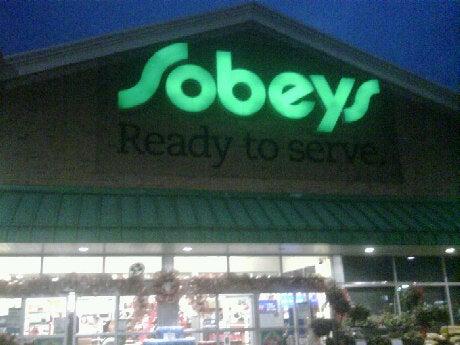 Sobeys
Ready to serve.